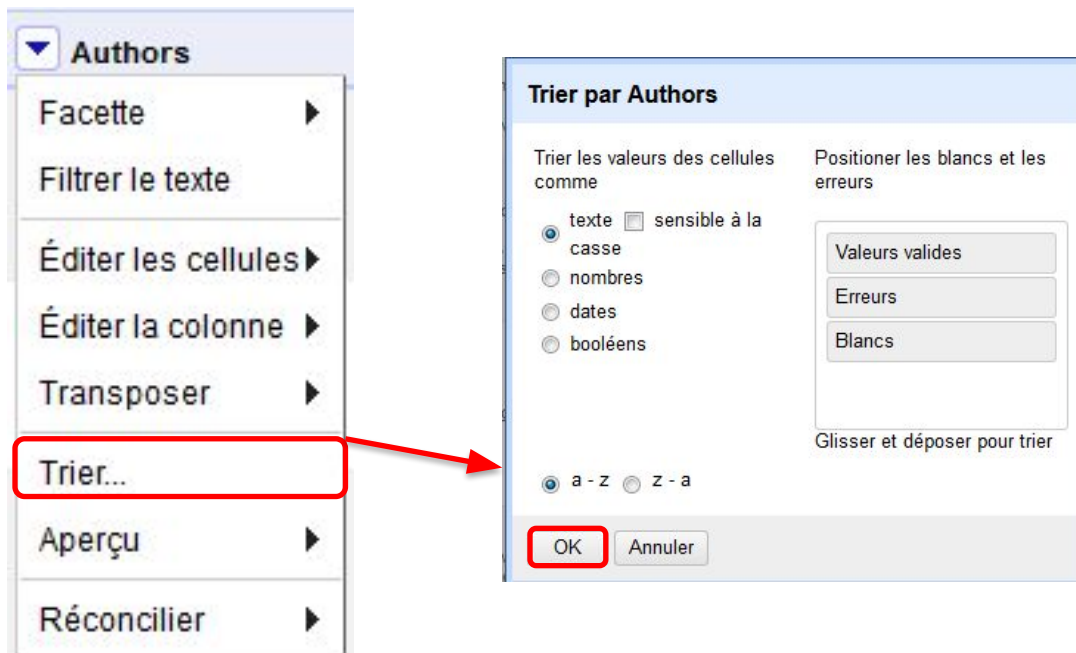 Authors
Facette
Filtrer le texte
Éditer les cellules
Éditer la colonne
Transposer
Trier...
Aperçu
Réconcilier
Trier par Authors
Trier les valeurs des cellules
comme
texte sensible à la
casse
nombres
dates
booléens
Positioner les blancs et les
erreurs
Valeurs valides
Erreurs
Blancs
Glisser et déposer pour trier
a - z z - a
OK Annuler